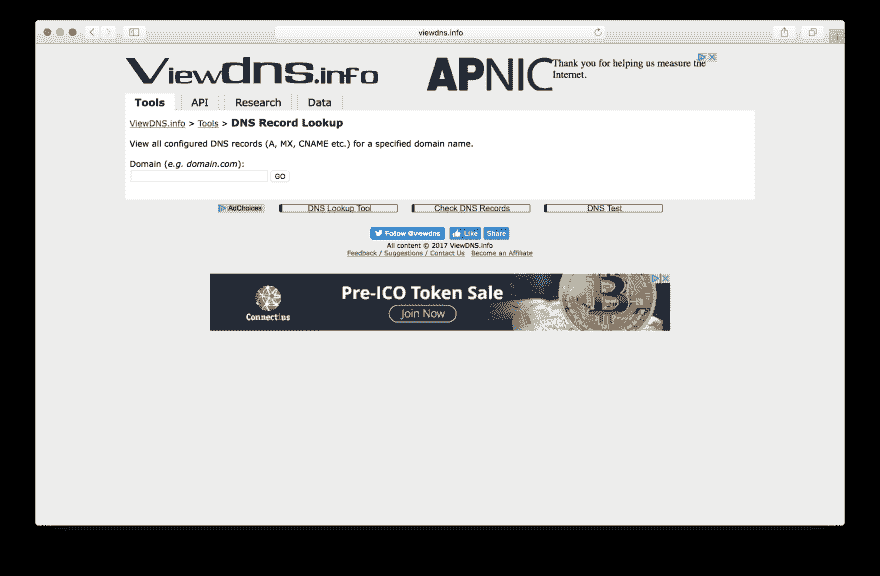 viewdns.info
ViewDNS.info
APNIC
Thank you for helping us measure the
Internet.
Tools API Research Data
ViewDNS.info > Tools > DNS Record Lookup
View all configured DNS records (A, MX, CNAME etc.) for a specified domain name.
Domain (e.g. domain.com):
GO
AdChoices DNS Lookup Tool Check DNS Records DNS Test
Follow @viewdns Like Share
All content © 2017 ViewDNS.info
Feedback / Suggestions / Contact Us Become an Affiliate
Pre-ICO Token Sale
Join Now
Connectius